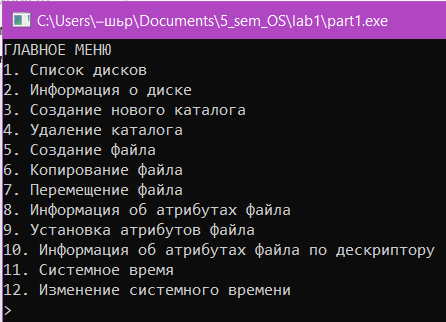 C:\Users\¬шьр\Documents\5_sem_OS\lab1\part1.exe
ГЛАВНОЕ МЕНЮ
1. Список дисков
2. Информация о диске
3. Создание нового каталога
4. Удаление каталога
5. Создание файла
6. Копирование файла
7. Перемещение файла
8. Информация об атрибутах файла
9. Установка атрибутов файла
10. Информация об атрибутах файла по дескриптору
11. Системное время
12. Изменение системного времени
>